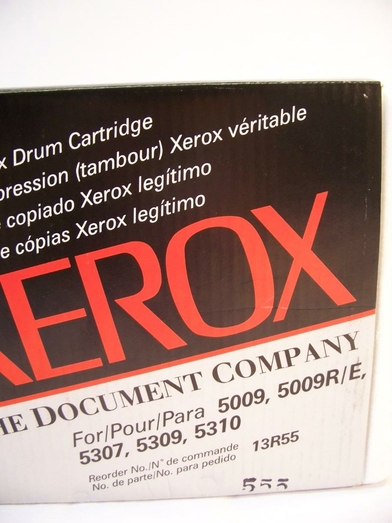 x Drum Cartridge
pression (tambour) Xerox véritable
copiado Xerox legítimo
e cópias Xerox legítimo
XEROX
HE DOCUMENT COMPANY
For/Pour/Para 5009, 5009R/E,
5307, 5309, 5310
Reorder No./N° de commande 13R55
No. de parte/No. para pedido